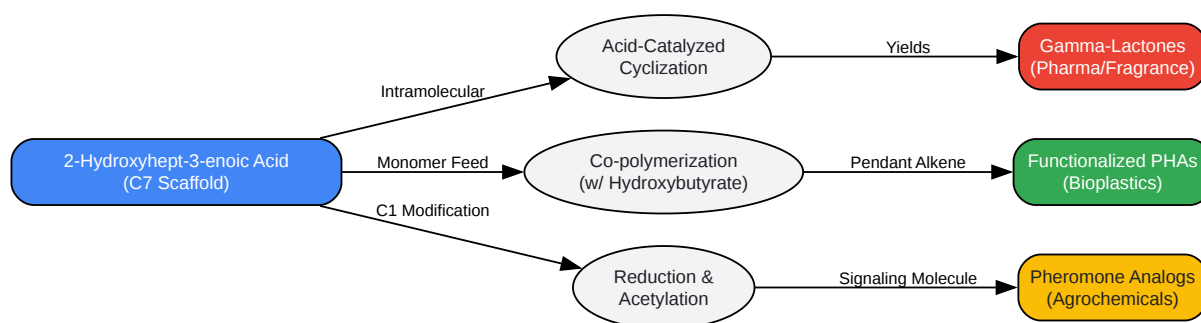 Acid-Catalyzed
Cyclization
Yields
Gamma-Lactones
(Pharma/Fragrance)
Intramolecular
2-Hydroxyhept-3-enoic Acid
(C7 Scaffold)
Monomer Feed
Co-polymerization
(w/ Hydroxybutyrate)
Pendant Alkene
Functionalized PHAs
(Bioplastics)
C1 Modification
Reduction &
Acetylation
Signaling Molecule
Pheromone Analogs
(Agrochemicals)